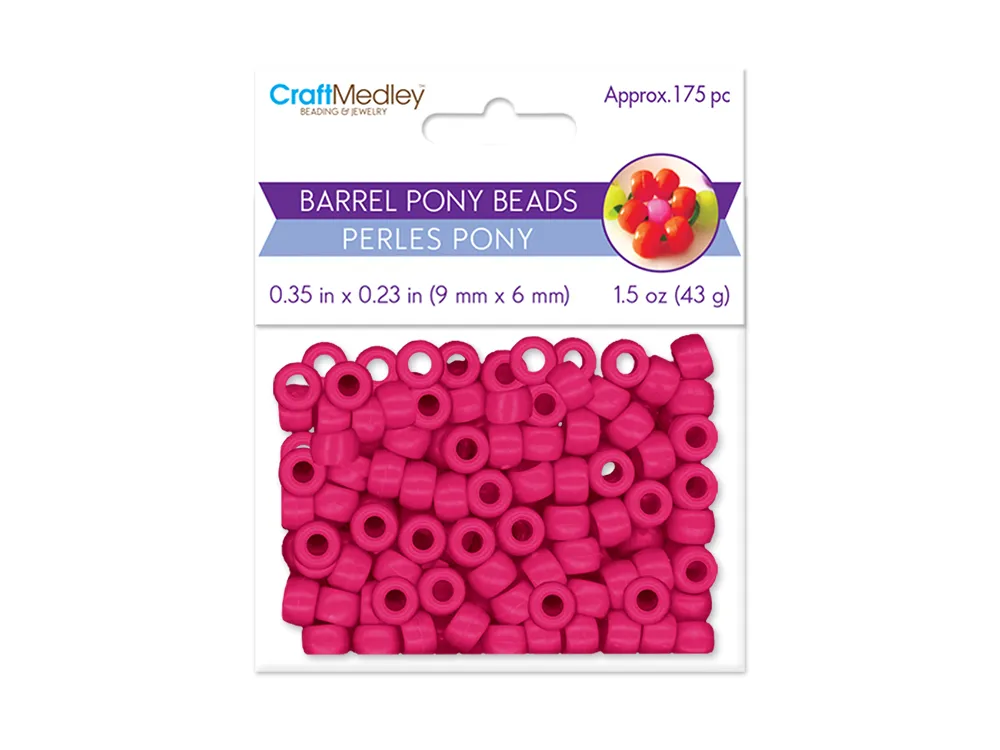 CraftMedley™
BEADING & JEWELRY
Approx.175 pc
BARREL PONY BEADS
PERLES PONY
0.35 in x 0.23 in (9 mm x 6 mm)
1.5 oz (43 g)